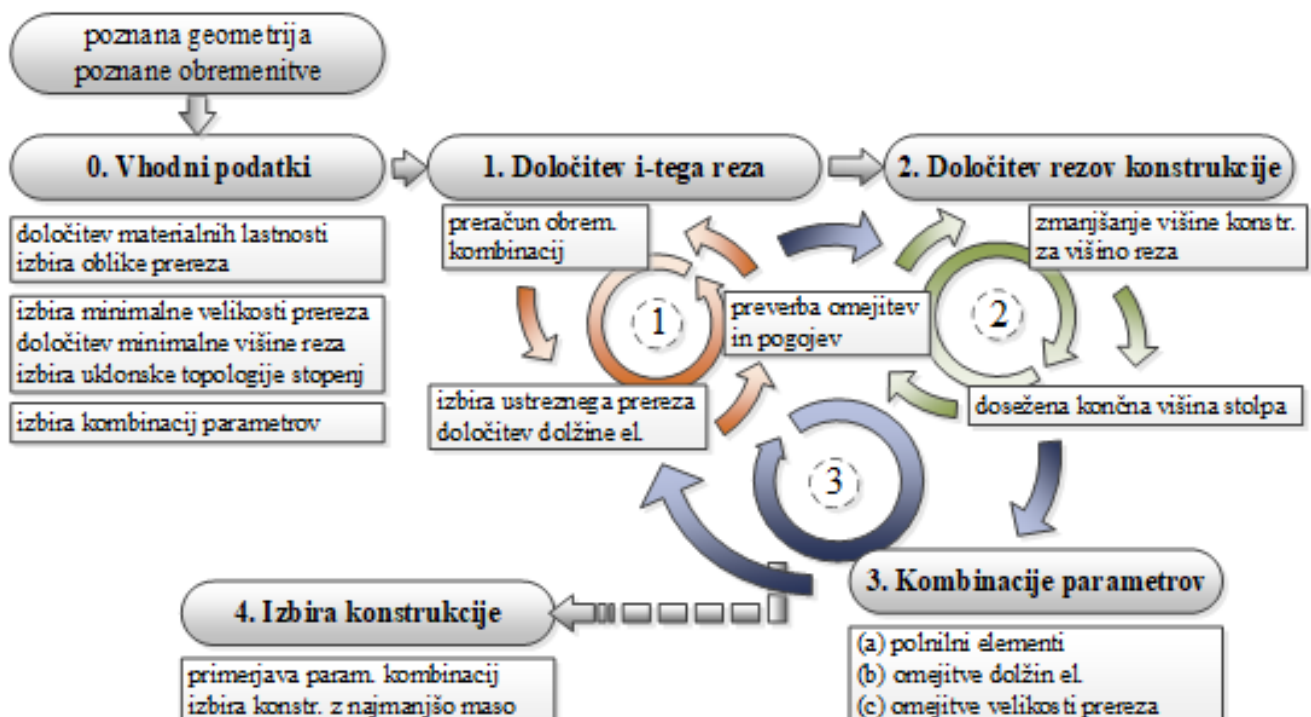 poznana geometrija
poznane obremenitve
0. Vhodni podatki
določitev materialnih lastnosti
izbira oblike prereza
izbira minimalne velikosti prereza
določitev minimalne višine reza
izbira uklonske topologije stopenj
izbira kombinacij parametrov
1. Določitev i-tega reza
preračun obrem.
kombinacij
1
preverba omejitev
in pogojev
izbira ustreznega prereza
določitev dolžine el.
2. Določitev rezov konstrukcije
zmanjšanje višine konstr.
za višino reza
2
dosežena končna višina stolpa
3
3. Kombinacije parametrov
(a) polnilni elementi
(b) omejitve dolžin el.
(c) omejitve velikosti prereza
4. Izbira konstrukcije
primerjava param. kombinacij
izbira konstr. z najmanjšo maso